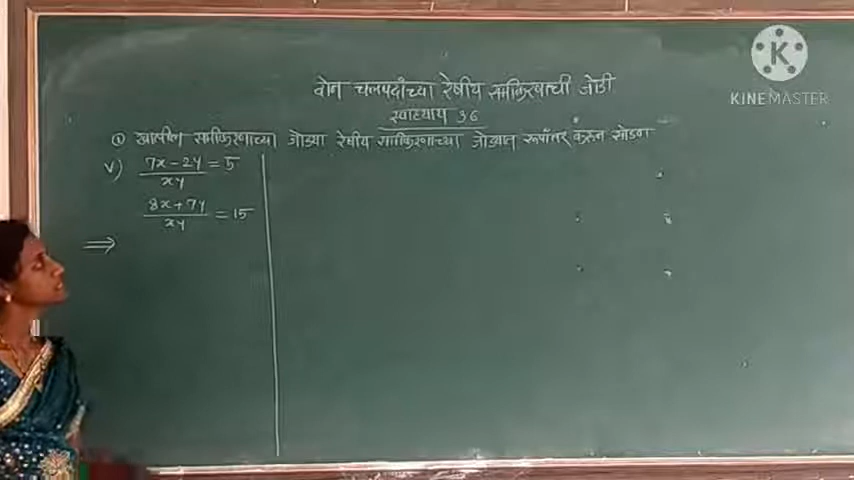 KINEMASTER
दोन चलपदांच्या रेषीय समीकरणाची जोडी
स्वाध्याय 3.6
① खालील समीकरणाच्या जोड्या रेषीय समीकरणाच्या जोड्यात रूपांतर करून सोडवा
v) 7x-2y/xy = 5
8x+7y/xy = 15
⇒